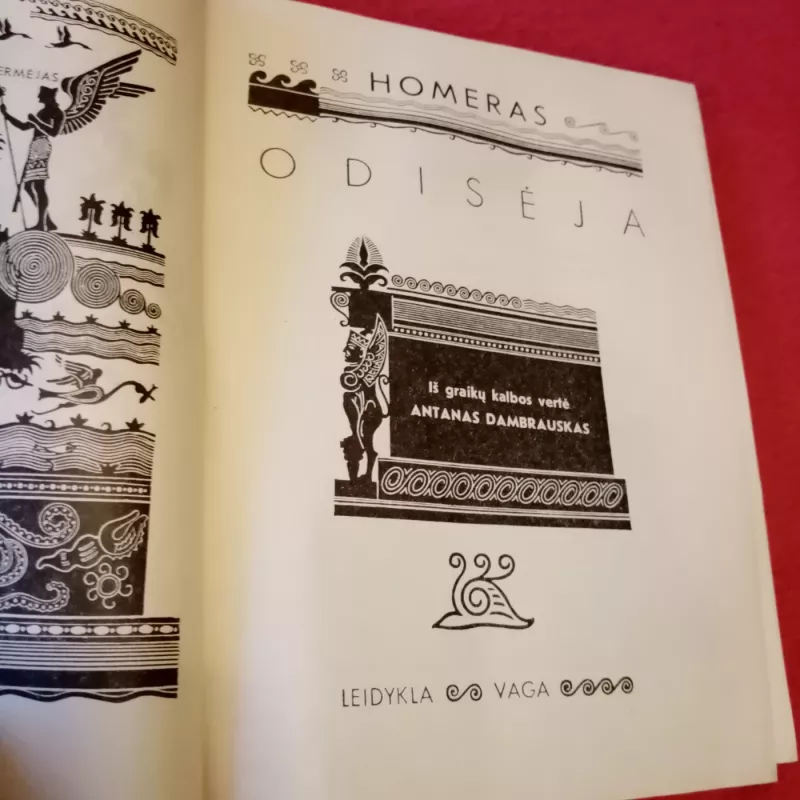 ERMĖJAS
HOMERAS
ODISĖJA
Iš graikų kalbos vertė
ANTANAS DAMBRAUSKAS
LEIDYKLA VAGA